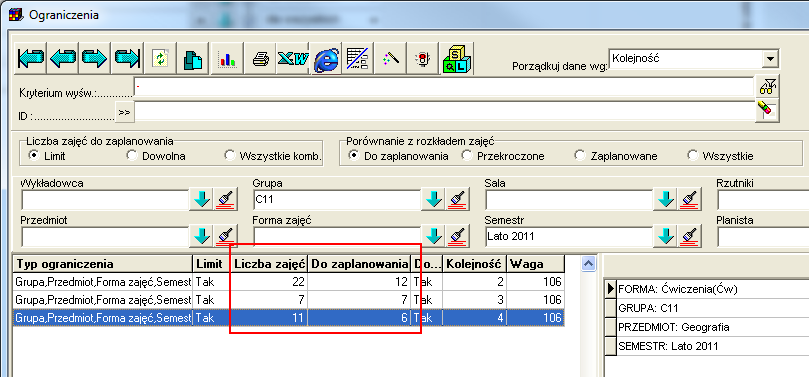 Ograniczenia
XW
SQL
Porządkuj dane wg: Kolejność
Kryterium wyśw.:
-
ID :
>>
Liczba zajęć do zaplanowania
Limit Dowolna Wszystkie komb.
Porównanie z rozkładem zajęć
Do zaplanowania Przekroczone Zaplanowane Wszystkie
Wykładowca Grupa Sala Rzutniki
C11
Przedmiot Forma zajęć Semestr Planista
Lato 2011
Typ ograniczenia Limit Liczba zajęć Do zaplanowania Do... Kolejność Waga
Grupa,Przedmiot,Forma zajęć,Semest Tak 22 12 Tak 2 106
Grupa,Przedmiot,Forma zajęć,Semest Tak 7 7 Tak 3 106
Grupa,Przedmiot,Forma zajęć,Semest Tak 11 6 Tak 4 106
FORMA: Ćwiczenia(Ćw)
GRUPA: C11
PRZEDMIOT: Geografia
SEMESTR: Lato 2011